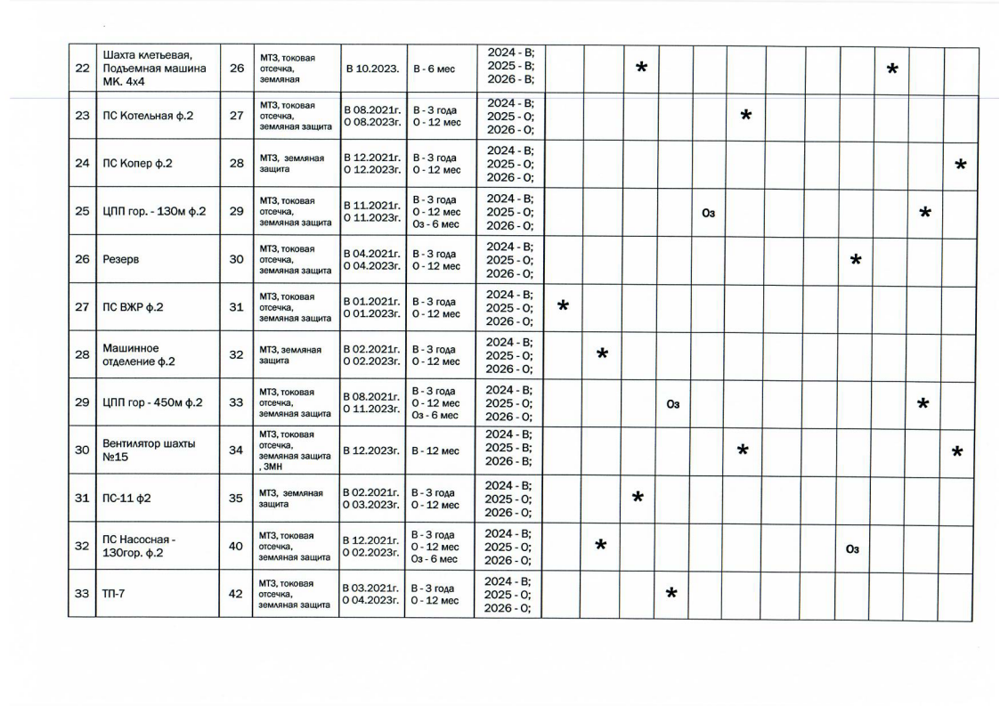 22 Шахта клетьевая, Подъемная машина МК. 4х4 26 МТЗ, токовая отсечка, земляная В 10.2023. В - 6 мес 2024 - В; 2025 - В; 2026 - В; * *
23 ПС Котельная ф.2 27 МТЗ, токовая отсечка, земляная защита В 08.2021г. О 08.2023г. В - 3 года О - 12 мес 2024 - В; 2025 - О; 2026 - О; *
24 ПС Копер ф.2 28 МТЗ, земляная защита В 12.2021г. О 12.2023г. В - 3 года О - 12 мес 2024 - В; 2025 - О; 2026 - О; *
25 ЦПП гор. - 130м ф.2 29 МТЗ, токовая отсечка, земляная защита В 11.2021г. О 11.2023г. В - 3 года О - 12 мес Оз - 6 мес 2024 - В; 2025 - О; 2026 - О; Оз *
26 Резерв 30 МТЗ, токовая отсечка, земляная защита В 04.2021г. О 04.2023г. В - 3 года О - 12 мес 2024 - В; 2025 - О; 2026 - О; *
27 ПС ВЖР ф.2 31 МТЗ, токовая отсечка, земляная защита В 01.2021г. О 01.2023г. В - 3 года О - 12 мес 2024 - В; 2025 - О; 2026 - О; *
28 Машинное отделение ф.2 32 МТЗ, земляная защита В 02.2021г. О 02.2023г. В - 3 года О - 12 мес 2024 - В; 2025 - О; 2026 - О; *
29 ЦПП гор - 450м ф.2 33 МТЗ, токовая отсечка, земляная защита В 08.2021г. О 11.2023г. В - 3 года О - 12 мес Оз - 6 мес 2024 - В; 2025 - О; 2026 - О; Оз *
30 Вентилятор шахты №15 34 МТЗ, токовая отсечка, земляная защита , ЗМН В 12.2023г. В - 12 мес 2024 - В; 2025 - В; 2026 - В; * *
31 ПС-11 ф2 35 МТЗ, земляная защита В 02.2021г. О 03.2023г. В - 3 года О - 12 мес 2024 - В; 2025 - О; 2026 - О; *
32 ПС Насосная - 130гор. ф.2 40 МТЗ, токовая отсечка, земляная защита В 12.2021г. О 02.2023г. В - 3 года О - 12 мес Оз - 6 мес 2024 - В; 2025 - О; 2026 - О; * Оз
33 ТП-7 42 МТЗ, токовая отсечка, земляная защита В 03.2021г. О 04.2023г. В - 3 года О - 12 мес 2024 - В; 2025 - О; 2026 - О; *